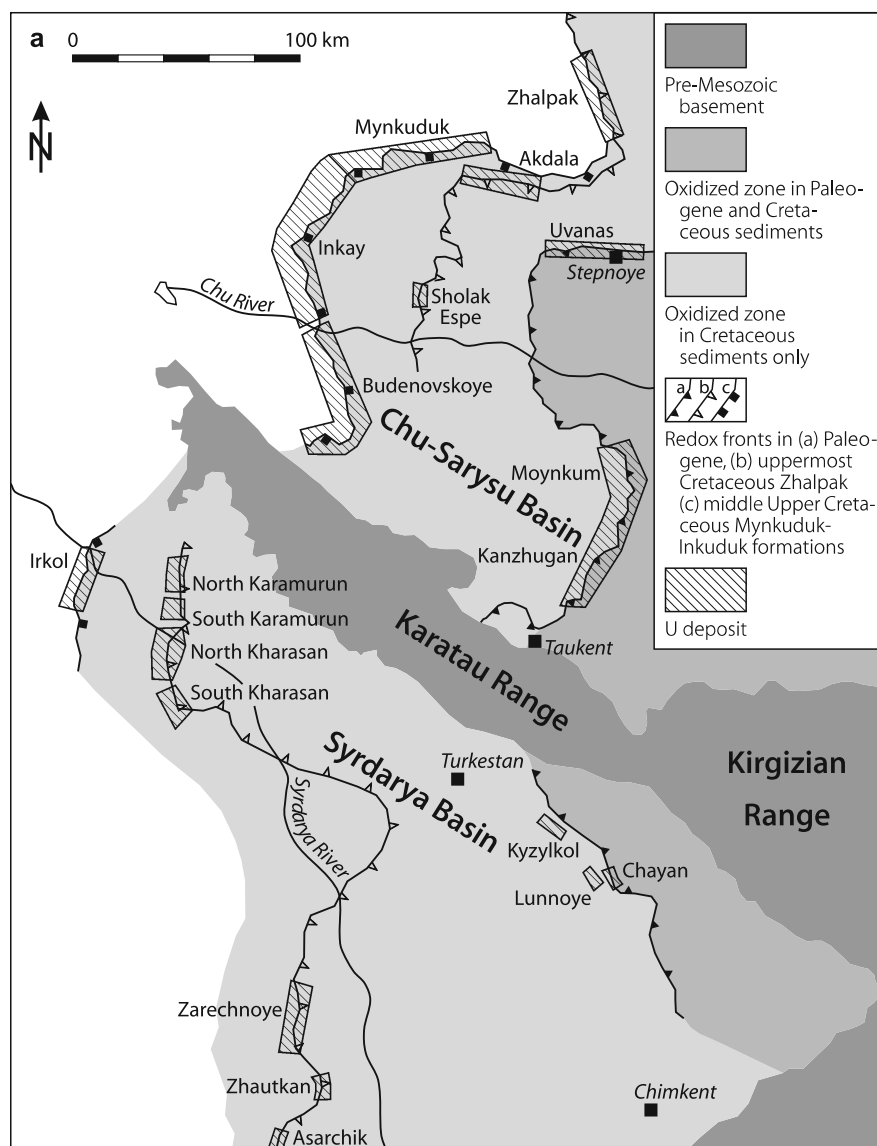 a
0
100 km
N
Zhalpak
Mynkuduk
Akdala
Uvanas
Stepnoye
Inkay
Sholak
Espe
Chu River
Budenovskoye
Chu-Sarysu Basin
Moynkum
Kanzhugan
Irkol
North Karamurun
South Karamurun
North Kharasan
South Kharasan
Taukent
Karatau Range
Syrdarya Basin
Turkestan
Kirgizian
Range
Syrdarya River
Kyzylkol
Chayan
Lunnoye
Zarechnoye
Zhautkan
Chimkent
Asarchik
Pre-Mesozoic
basement
Oxidized zone in Paleo-
gene and Creta-
ceous sediments
Oxidized zone
in Cretaceous
sediments only
a b c
Redox fronts in (a) Paleo-
gene, (b) uppermost
Cretaceous Zhalpak
(c) middle Upper Creta-
ceous Mynkuduk-
Inkuduk formations
U deposit